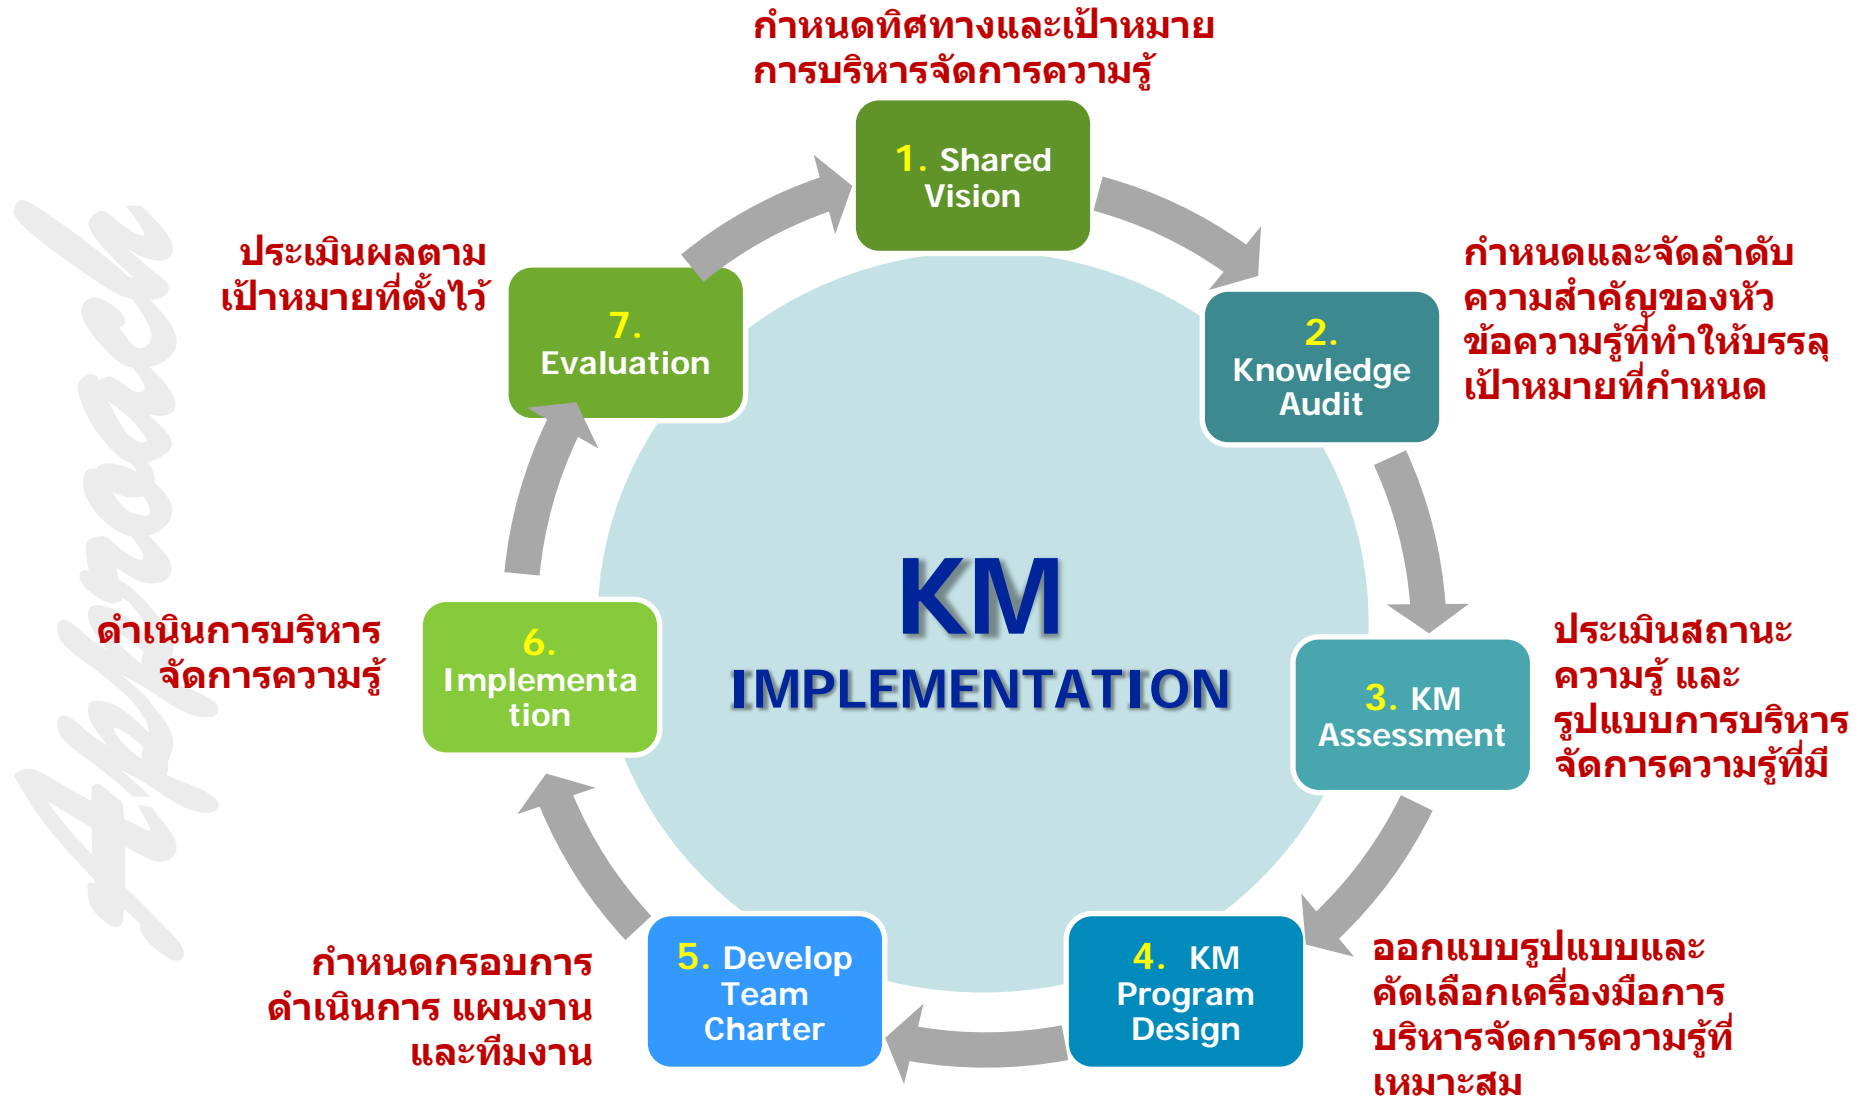 กำหนดทิศทางและเป้าหมาย
การบริหารจัดการความรู้
1. Shared
Vision
กำหนดและจัดลำดับ
ความสำคัญของหัว
ข้อความรู้ที่ทำให้บรรลุ
เป้าหมายที่กำหนด
2.
Knowledge
Audit
ประเมินสถานะ
ความรู้ และ
รูปแบบการบริหาร
จัดการความรู้ที่มี
3. KM
Assessment
ออกแบบรูปแบบและ
คัดเลือกเครื่องมือการ
บริหารจัดการความรู้ที่
เหมาะสม
4. KM
Program
Design
กำหนดกรอบการ
ดำเนินการ แผนงาน
และทีมงาน
5. Develop
Team
Charter
ดำเนินการบริหาร
จัดการความรู้
6.
Implementa
tion
ประเมินผลตาม
เป้าหมายที่ตั้งไว้
7.
Evaluation
KM
IMPLEMENTATION
Approach